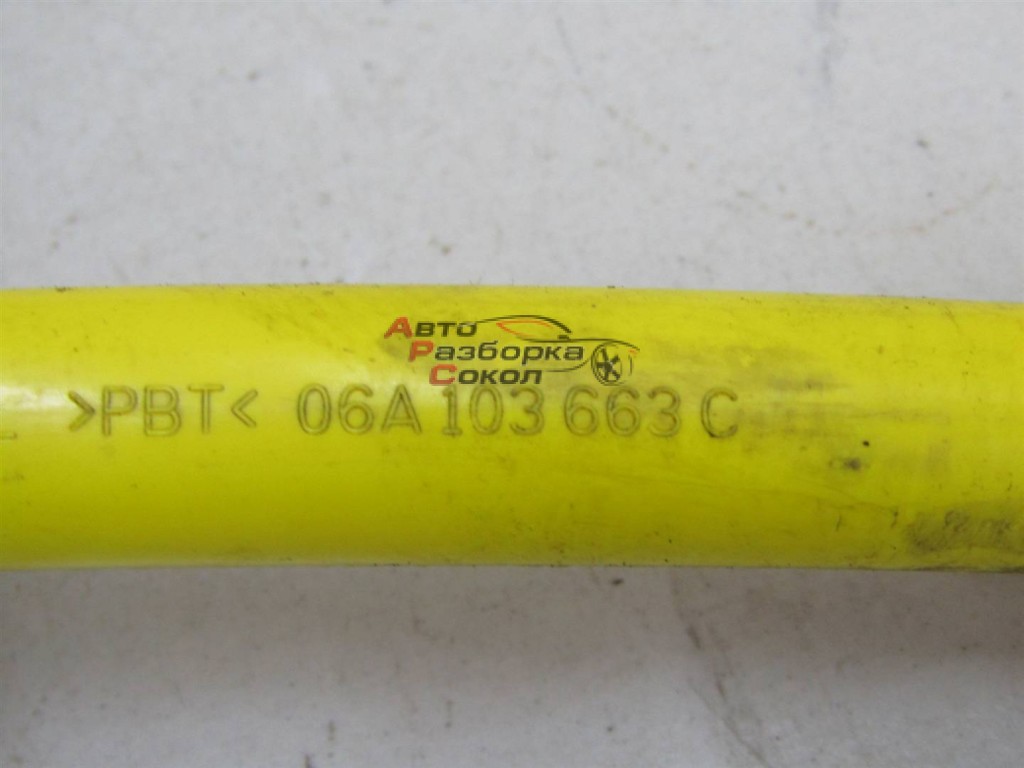 Авто
Разборка
Сокол
>PBT< 06A 103 663 C